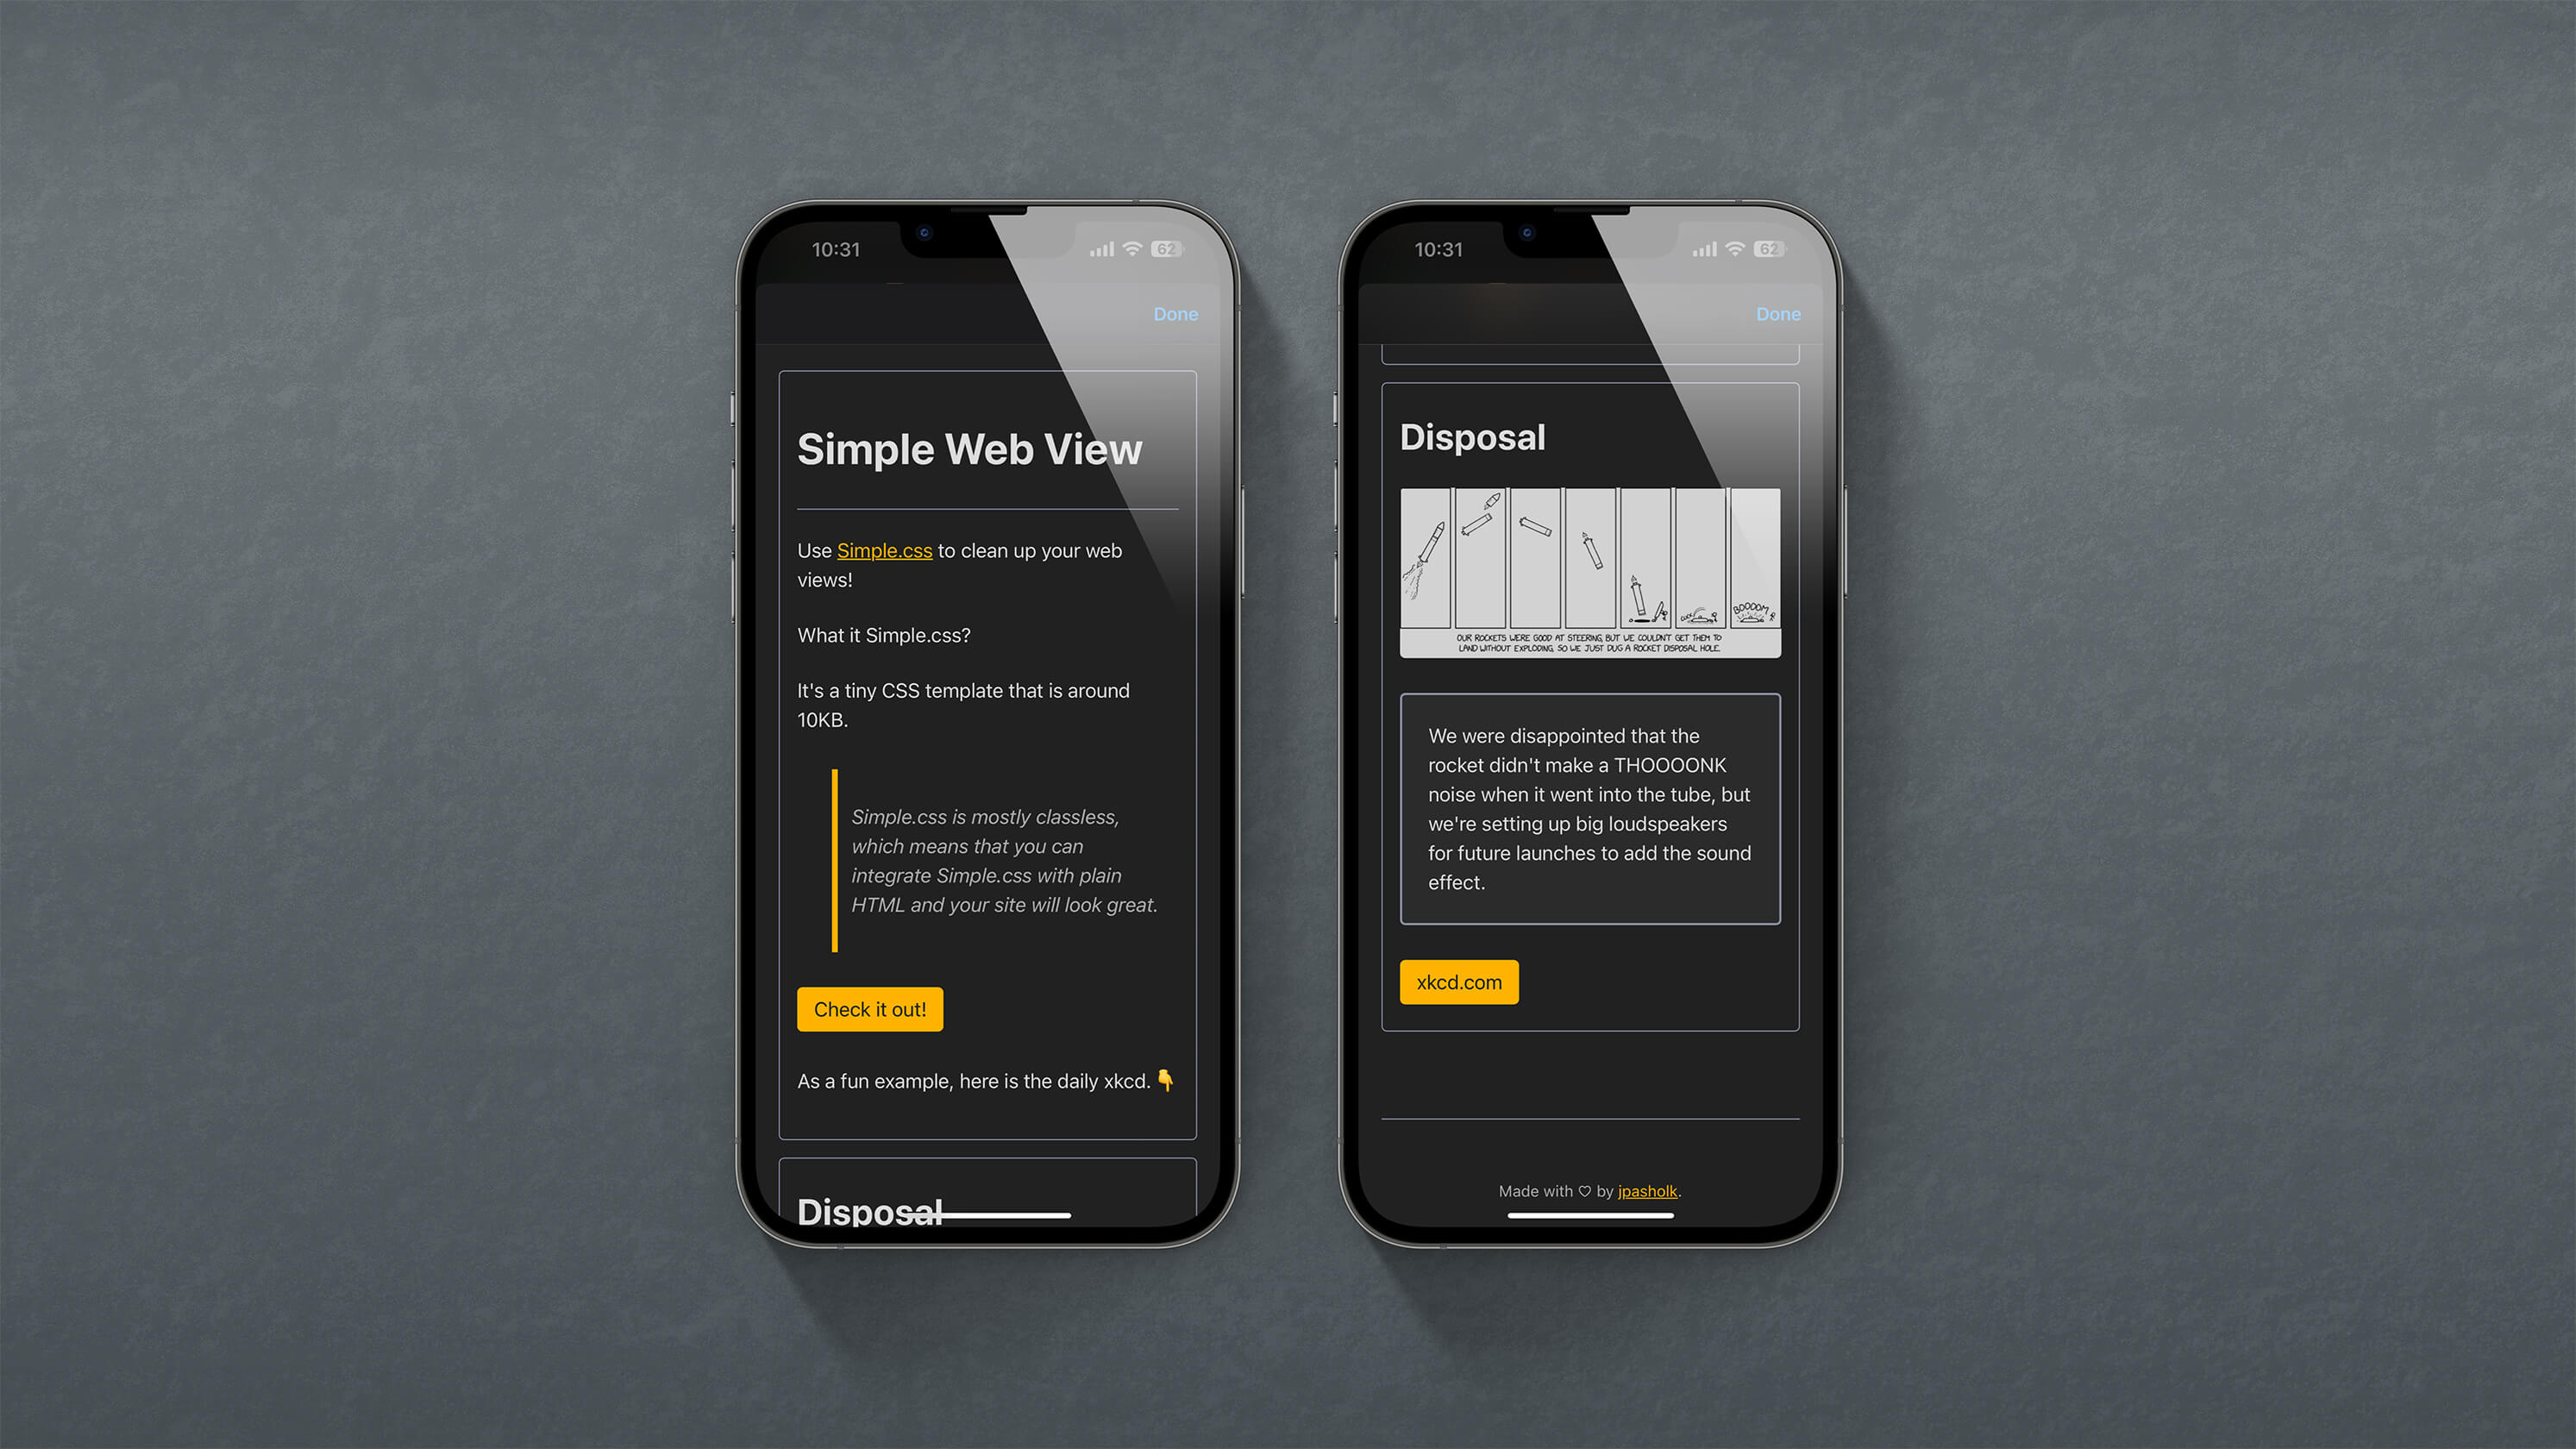 10:31
62
Done
Simple Web View
Use Simple.css to clean up your web
views!
What it Simple.css?
It's a tiny CSS template that is around
10KB.
Simple.css is mostly classless,
which means that you can
integrate Simple.css with plain
HTML and your site will look great.
Check it out!
As a fun example, here is the daily xkcd. 👇
Disposal
10:31
62
Done
Disposal
CLICK
BOOOOM
OUR ROCKETS WERE GOOD AT STEERING, BUT WE COULDN'T GET THEM TO
LAND WITHOUT EXPLODING, SO WE JUST DUG A ROCKET DISPOSAL HOLE.
We were disappointed that the
rocket didn't make a THOOOONK
noise when it went into the tube, but
we're setting up big loudspeakers
for future launches to add the sound
effect.
xkcd.com
Made with ♡ by jpasholk.